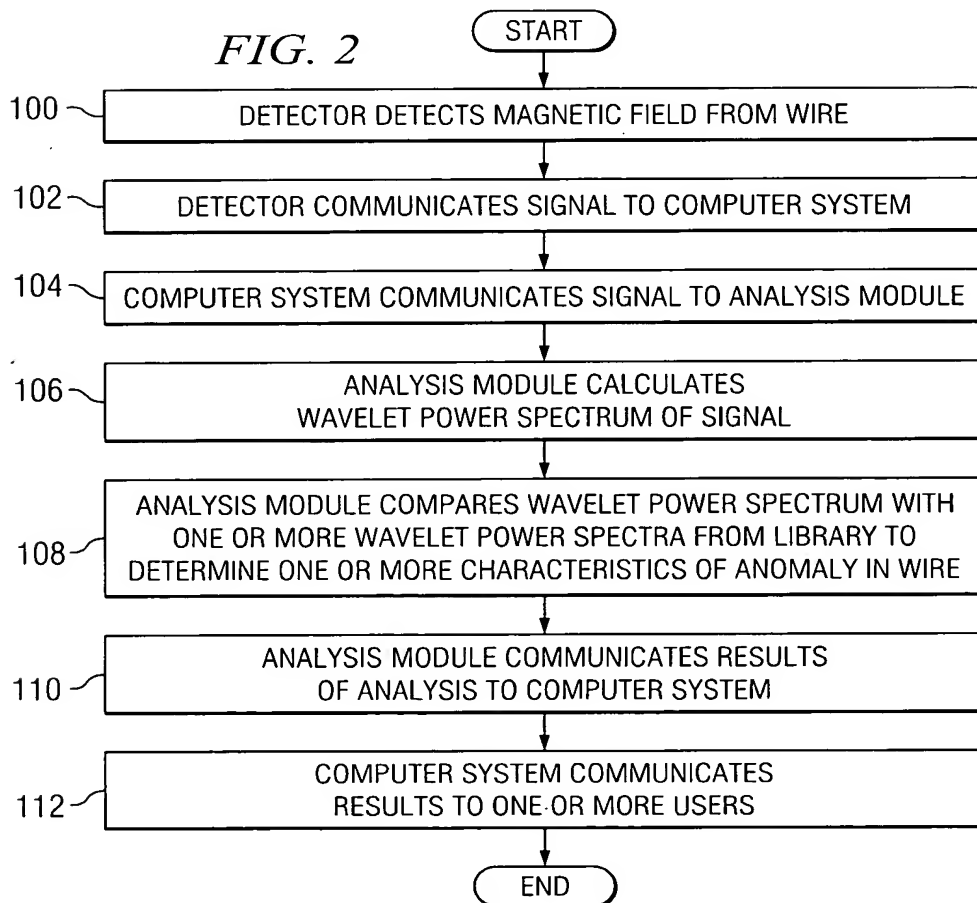 FIG. 2
START
100
DETECTOR DETECTS MAGNETIC FIELD FROM WIRE
102
DETECTOR COMMUNICATES SIGNAL TO COMPUTER SYSTEM
104
COMPUTER SYSTEM COMMUNICATES SIGNAL TO ANALYSIS MODULE
106
ANALYSIS MODULE CALCULATES
WAVELET POWER SPECTRUM OF SIGNAL
108
ANALYSIS MODULE COMPARES WAVELET POWER SPECTRUM WITH
ONE OR MORE WAVELET POWER SPECTRA FROM LIBRARY TO
DETERMINE ONE OR MORE CHARACTERISTICS OF ANOMALY IN WIRE
110
ANALYSIS MODULE COMMUNICATES RESULTS
OF ANALYSIS TO COMPUTER SYSTEM
112
COMPUTER SYSTEM COMMUNICATES
RESULTS TO ONE OR MORE USERS
END